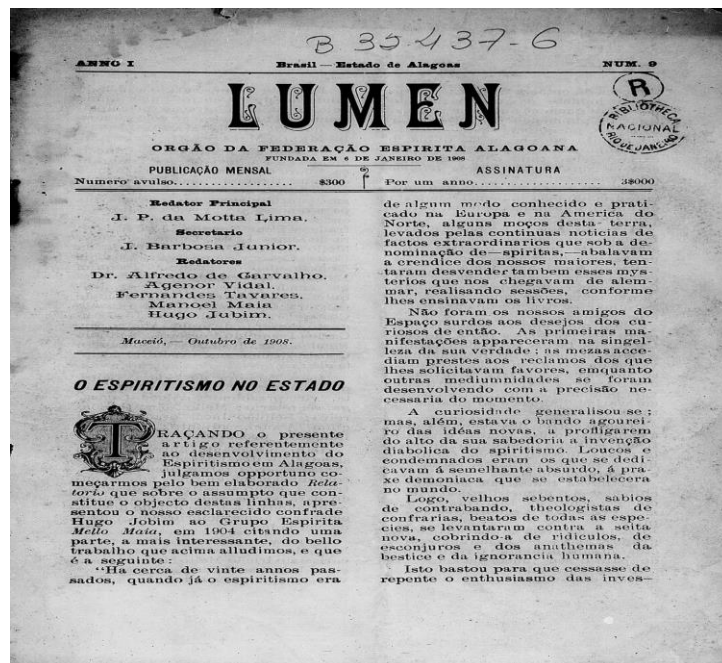 B 35437-6
ANNO I
Brasil — Estado de Alagoas
NUM. 9
LUMEN
R
BIBLIOTHECA
NACIONAL
RIO DE JANEIRO
ORGÃO DA FEDERAÇÃO ESPIRITA ALAGOANA
FUNDADA EM 6 DE JANEIRO DE 1908
PUBLICAÇÃO MENSAL
Numero avulso.................. $300
ASSINATURA
Por um anno...................... 3$000
Redator Principal
J. P. da Motta Lima.
Secretario
J. Barbosa Junior.
Redatores
Dr. Alfredo de Carvalho.
Agenor Vidal.
Fernandes Tavares.
Manoel Maia
Hugo Jobim.
Maceió, — Outubro de 1908.
O ESPIRITISMO NO ESTADO
TRAÇANDO o presente
artigo referentemente
ao desenvolvimento do
Espiritismo em Alagoas,
julgamos opportuno co-
meçarmos pelo bem elaborado Rela-
torio que sobre o assumpto que con-
stitue o objecto destas linhas, apre-
sentou o nosso esclarecido confrade
Hugo Jobim ao Grupo Espirita
Mello Maia, em 1904 citando uma
parte, a mais interessante, do bello
trabalho que acima alludimos, e que
é a seguinte :
“Ha cerca de vinte annos pas-
sados, quando já o espiritismo era
de algum modo conhecido e prati-
cado na Europa e na America do
Norte, alguns moços desta terra,
levados pelas continuas noticias de
factos extraordinarios que sob a de-
nominação de—spiritas,—abalavam
a crendice dos nossos maiores, ten-
taram desvender tambem esses mys-
terios que nos chegavam de alem-
mar, realisando sessões, conforme
lhes ensinavam os livros.
Não foram os nossos amigos do
Espaço surdos aos desejos dos cu-
riosos de então. As primeiras ma-
nifestações appareceram na singel-
leza da sua verdade ; as mezas acce-
diam prestes aos reclamos dos que
lhes solicitavam favores, emquanto
outras mediumnidades se foram
desenvolvendo com a precisão ne-
cessaria do momento.
A curiosidade generalisou-se ;
mas, além, estava o bando agourei-
ro das idéas novas, a profligarem
do alto da sua sabedoria a invenção
diabolica do spiritismo. Loucos e
condemnados eram os que se dedi-
cavam á semelhante absurdo, á pra-
xe demoniaca que se estabelecera
no mundo.
Logo, velhos sebentos, sabios
de contrabando, theologistas de
confrarias, beatos de todas as espe-
cies, se levantaram contra a seita
nova, cobrindo-a de ridiculos, de
esconjuros e dos anathemas da
bestice e da ignorancia humana.
Isto bastou para que cessasse de
repente o enthusiasmo das inves-